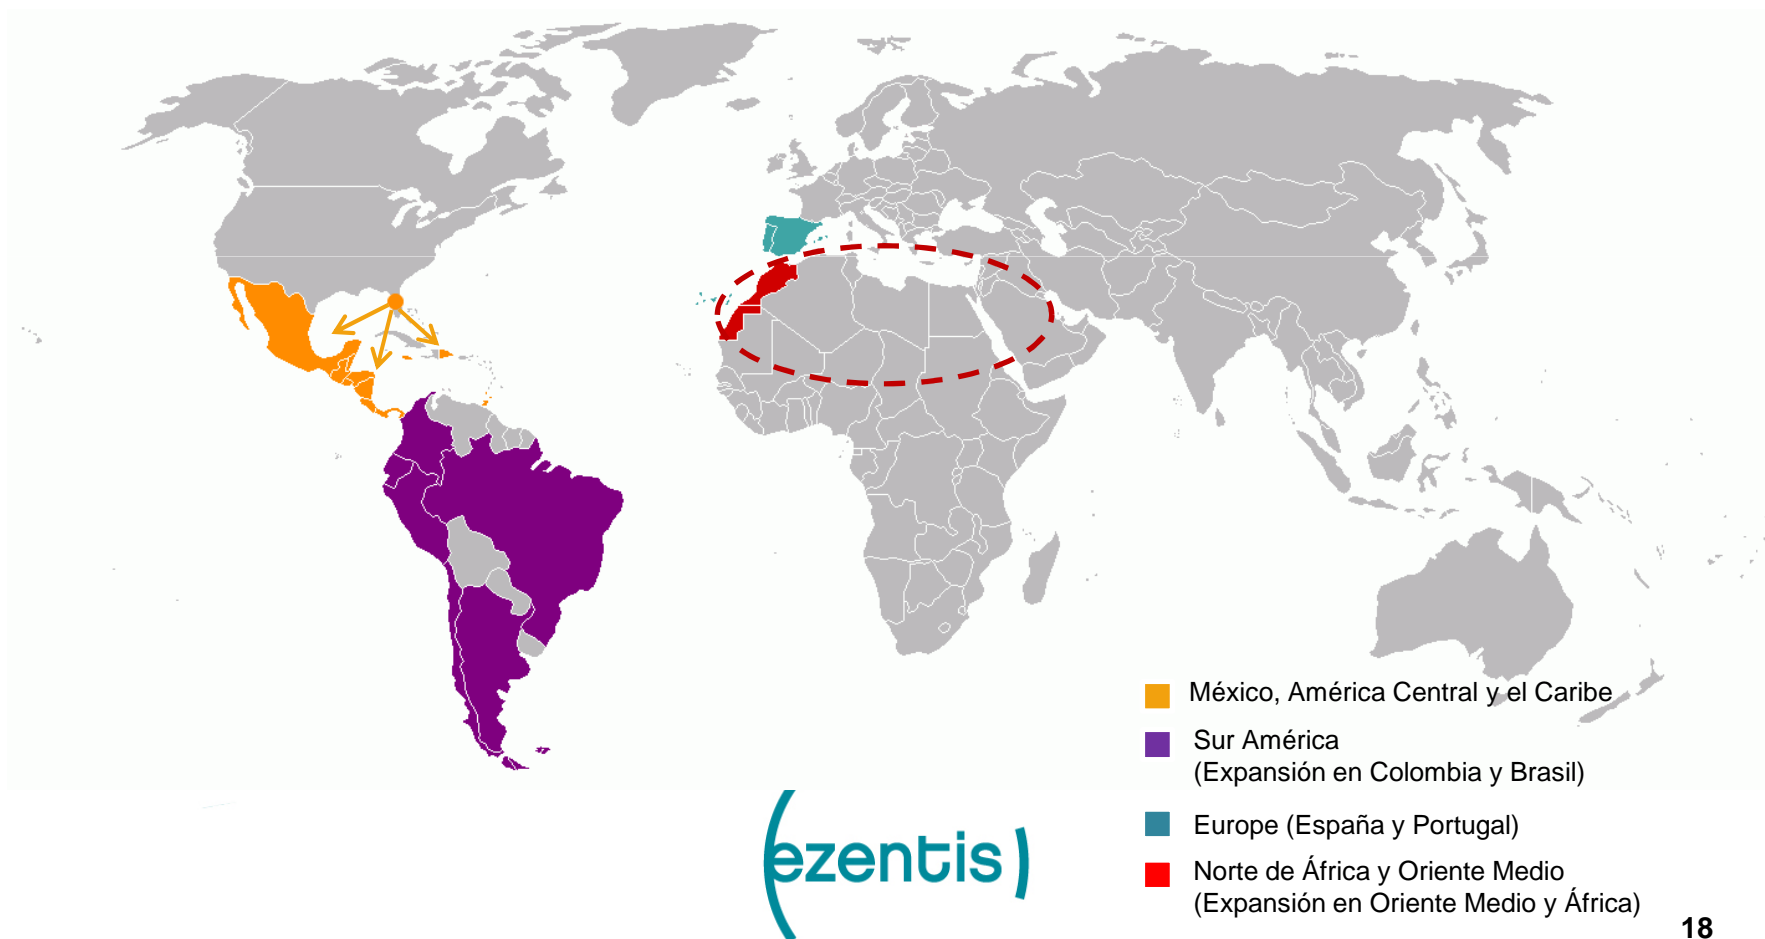 México, América Central y el Caribe
Sur América
(Expansión en Colombia y Brasil)
Europe (España y Portugal)
Norte de África y Oriente Medio
(Expansión en Oriente Medio y África)
ezentis
18